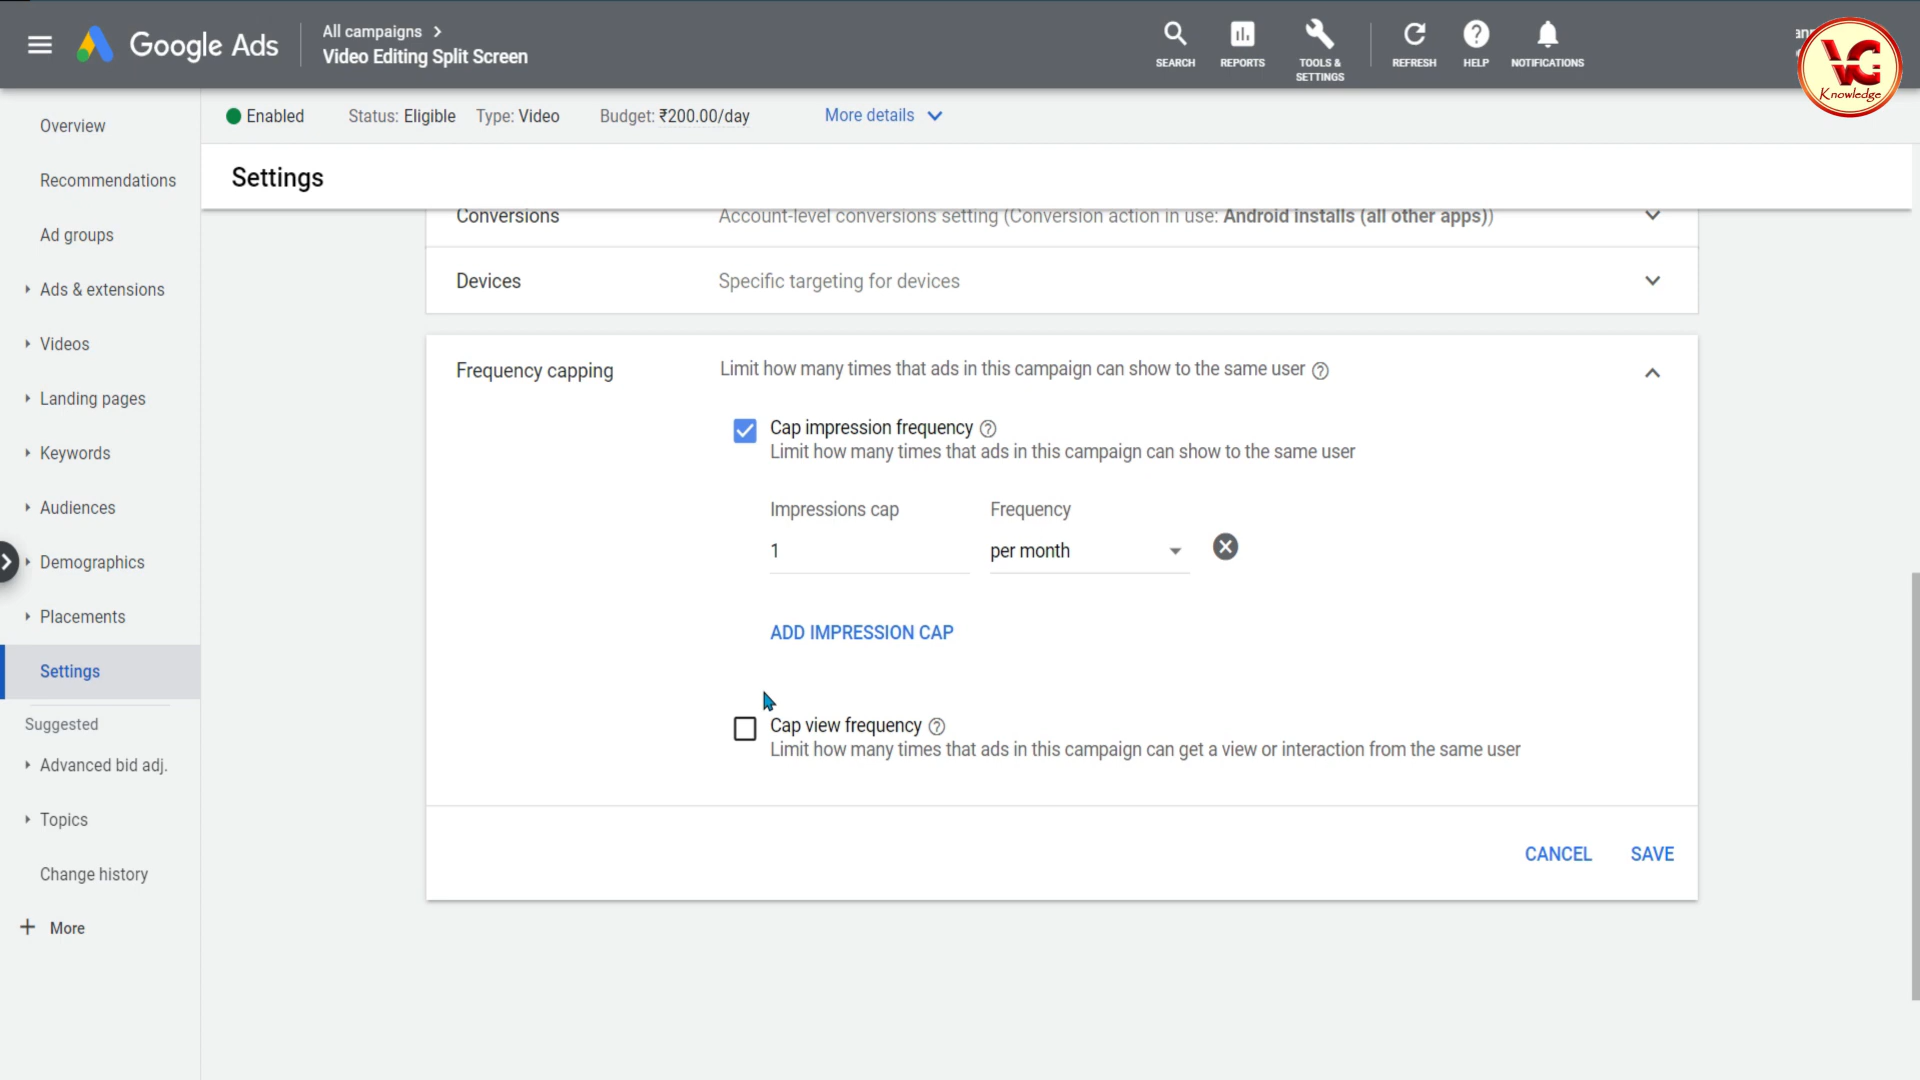 Google Ads
All campaigns
Video Editing Split Screen
SEARCH
REPORTS
TOOLS &
SETTINGS
REFRESH
HELP
NOTIFICATIONS
Knowledge
Enabled
Status: Eligible
Type: Video
Budget: ₹200.00/day
More details
Overview
Recommendations
Ad groups
Ads & extensions
Videos
Landing pages
Keywords
Audiences
Demographics
Placements
Settings
Suggested
Advanced bid adj.
Topics
Change history
More
Settings
Conversions
Account-level conversions setting (Conversion action in use: Android installs (all other apps))
Devices
Specific targeting for devices
Frequency capping
Limit how many times that ads in this campaign can show to the same user
Cap impression frequency
Limit how many times that ads in this campaign can show to the same user
Impressions cap
Frequency
1
per month
ADD IMPRESSION CAP
Cap view frequency
Limit how many times that ads in this campaign can get a view or interaction from the same user
CANCEL
SAVE